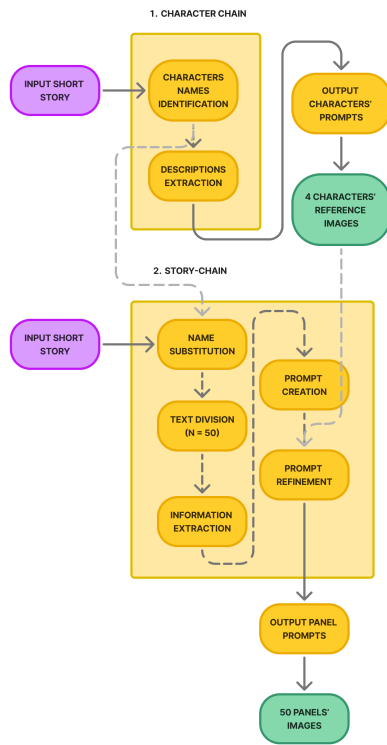 1. CHARACTER CHAIN
INPUT SHORT
STORY
CHARACTERS
NAMES
IDENTIFICATION
DESCRIPTIONS
EXTRACTION
OUTPUT
CHARACTERS'
PROMPTS
4 CHARACTERS'
REFERENCE
IMAGES
2. STORY-CHAIN
INPUT SHORT
STORY
NAME
SUBSTITUTION
TEXT DIVISION
(N = 50)
INFORMATION
EXTRACTION
PROMPT
CREATION
PROMPT
REFINEMENT
OUTPUT PANEL
PROMPTS
50 PANELS'
IMAGES